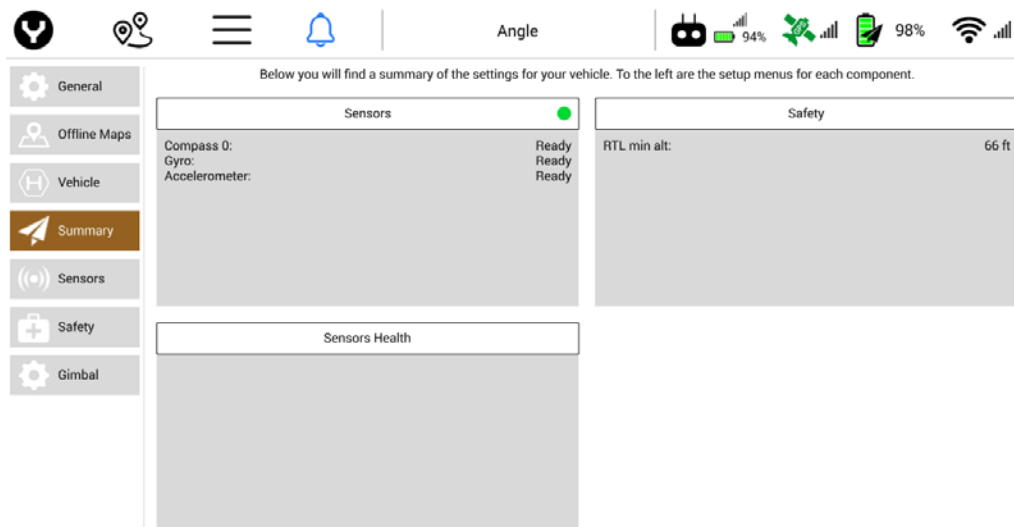 Angle
94%
GPS
98%
Below you will find a summary of the settings for your vehicle. To the left are the setup menus for each component.
General
Offline Maps
Vehicle
Summary
Sensors
Safety
Gimbal
Sensors
Compass 0: Ready
Gyro: Ready
Accelerometer: Ready
Safety
RTL min alt: 66 ft
Sensors Health